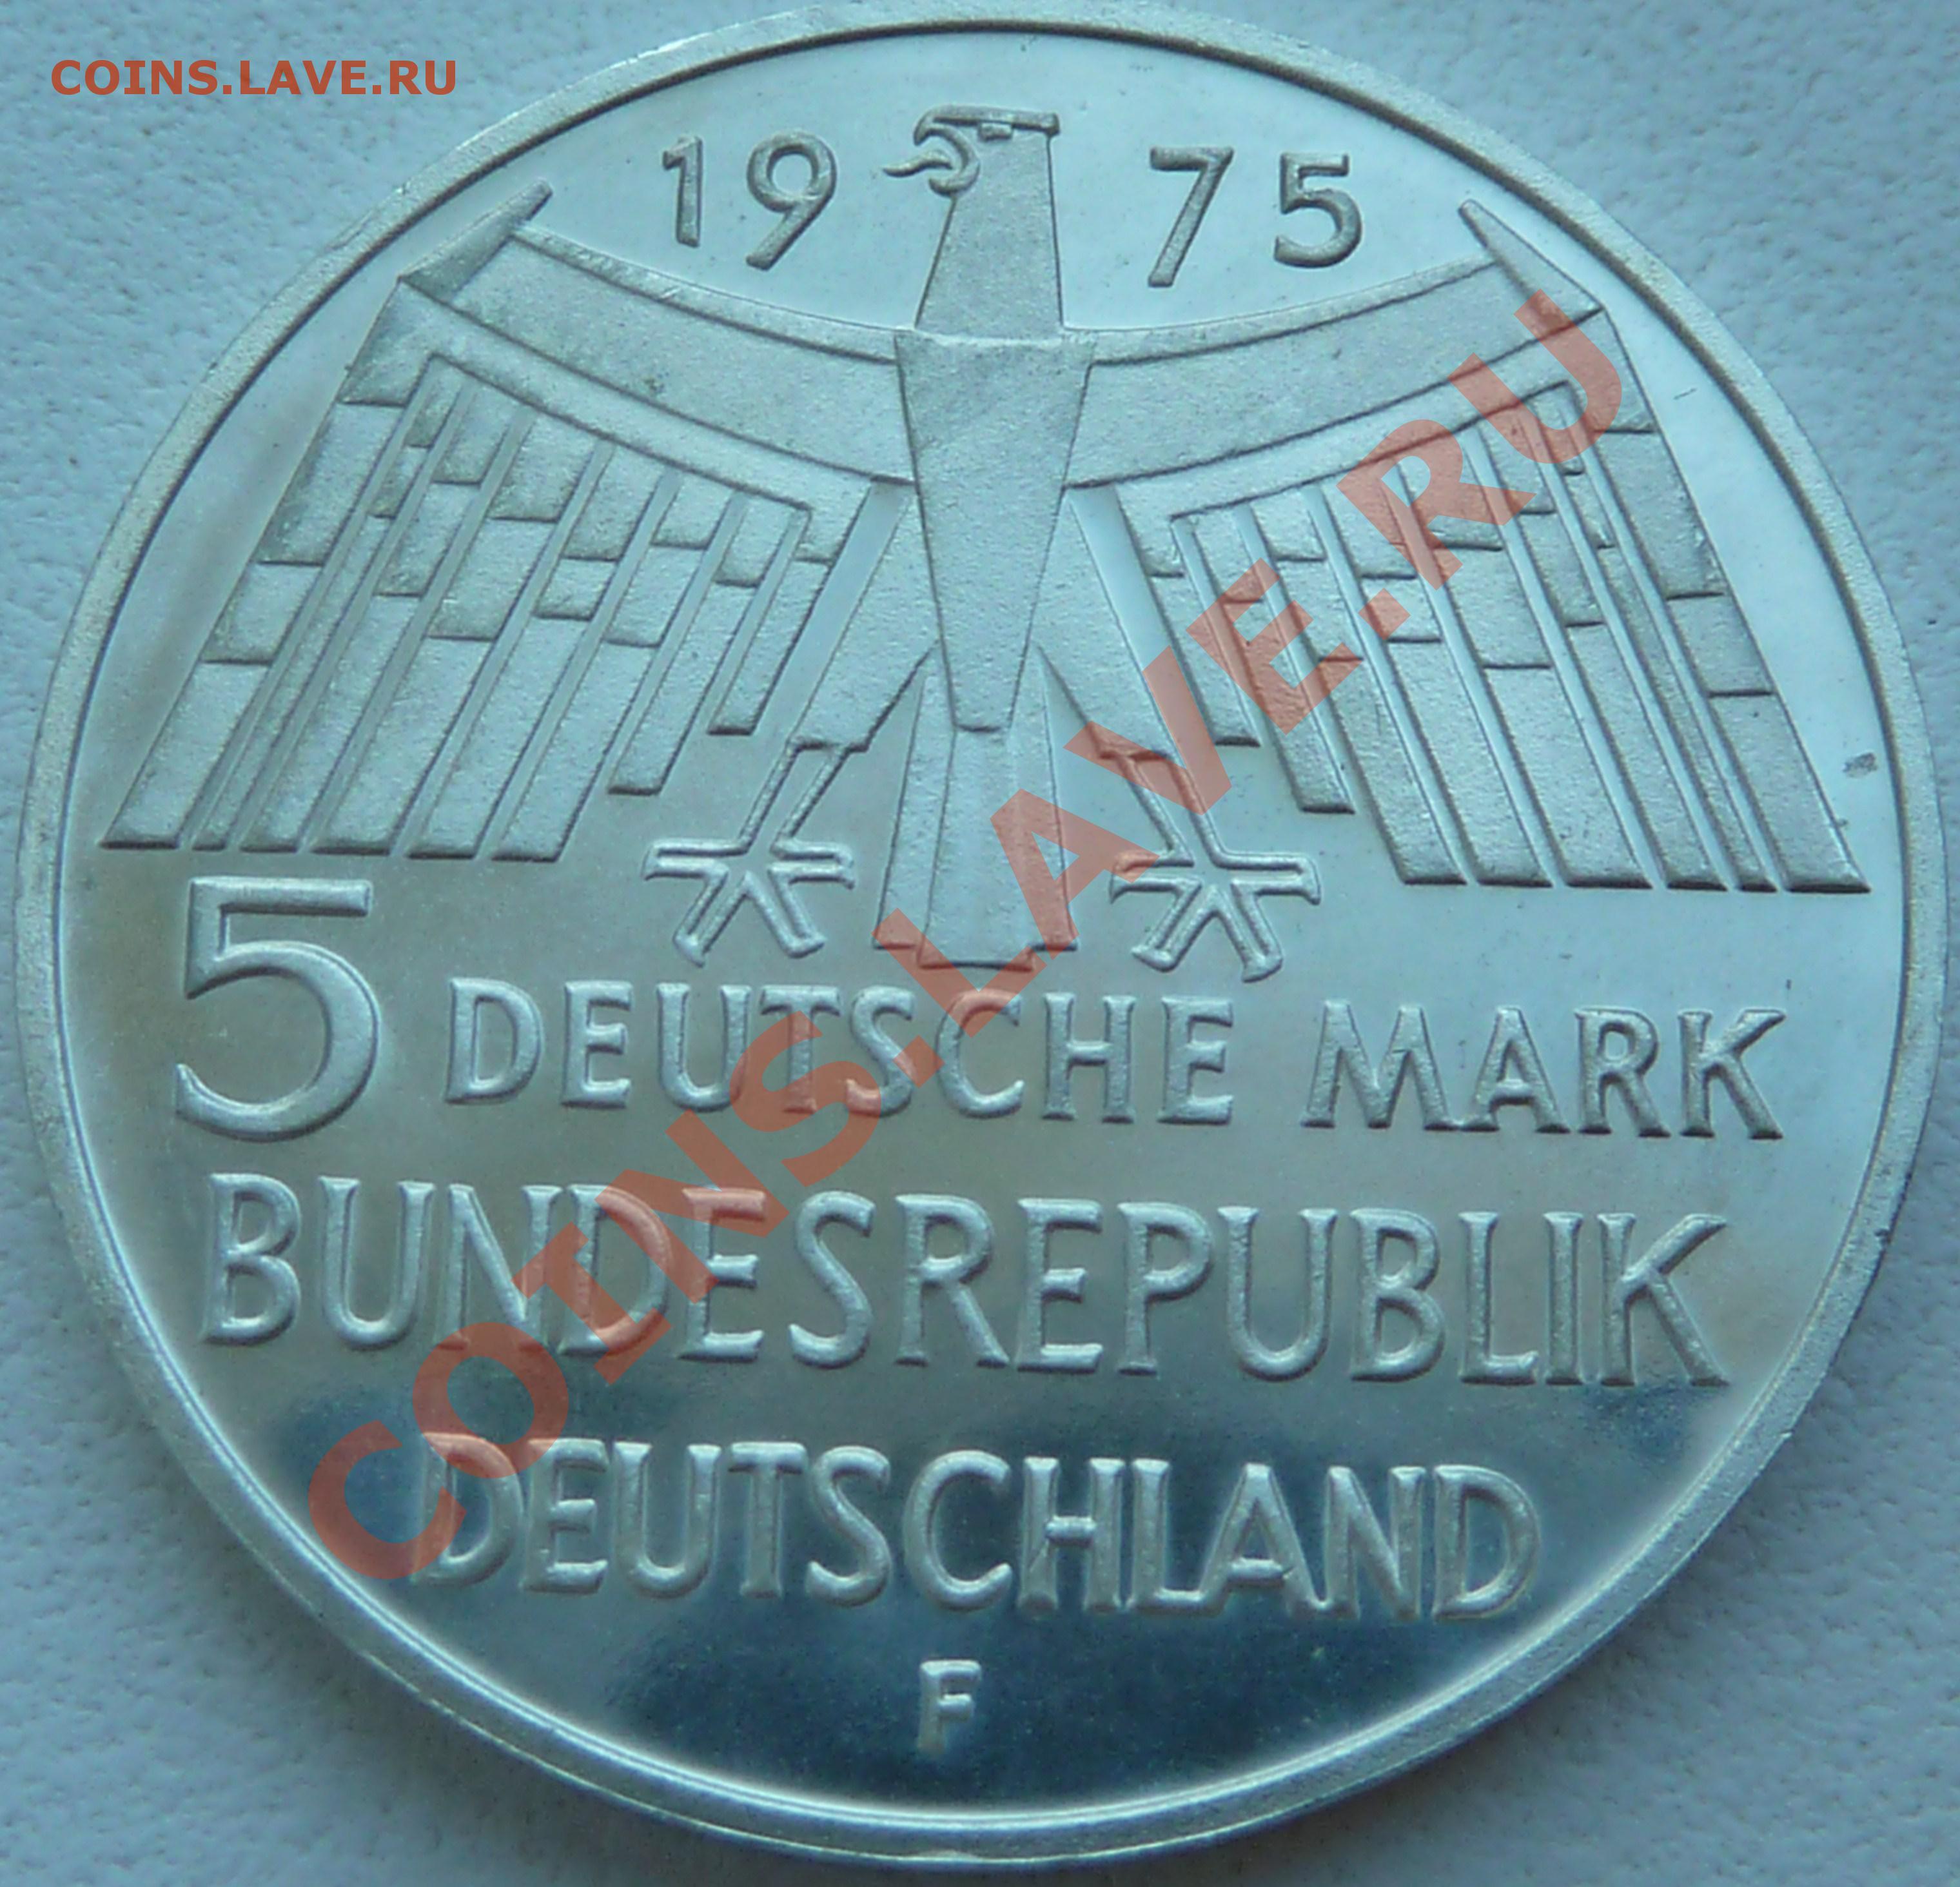 COINS.LAVE.RU
1975
5 DEUTSCHE MARK
BUNDESREPUBLIK
DEUTSCHLAND
F
COINS.LAVE.RU